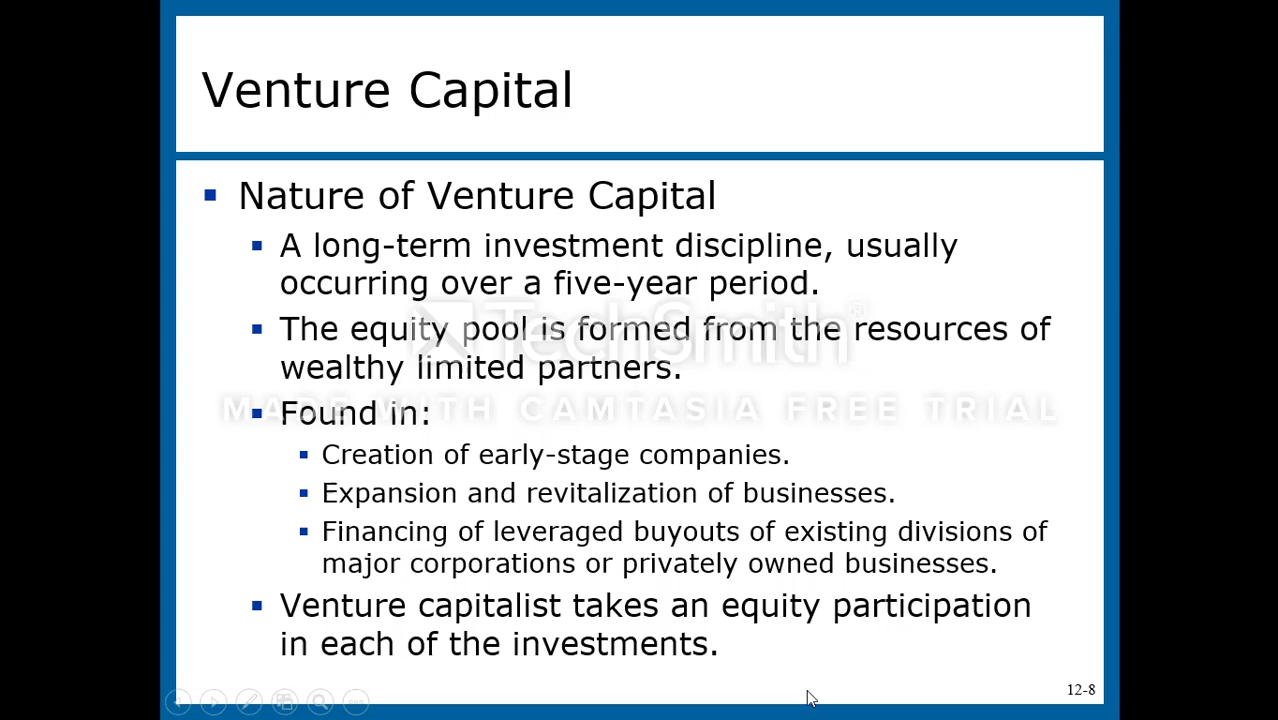 Venture Capital
Nature of Venture Capital
A long-term investment discipline, usually
occurring over a five-year period.
The equity pool is formed from the resources of
wealthy limited partners.
TechSmith®
Found in:
MADE WITH CAMTASIA FREE TRIAL
Creation of early-stage companies.
Expansion and revitalization of businesses.
Financing of leveraged buyouts of existing divisions of
major corporations or privately owned businesses.
Venture capitalist takes an equity participation
in each of the investments.
12-8